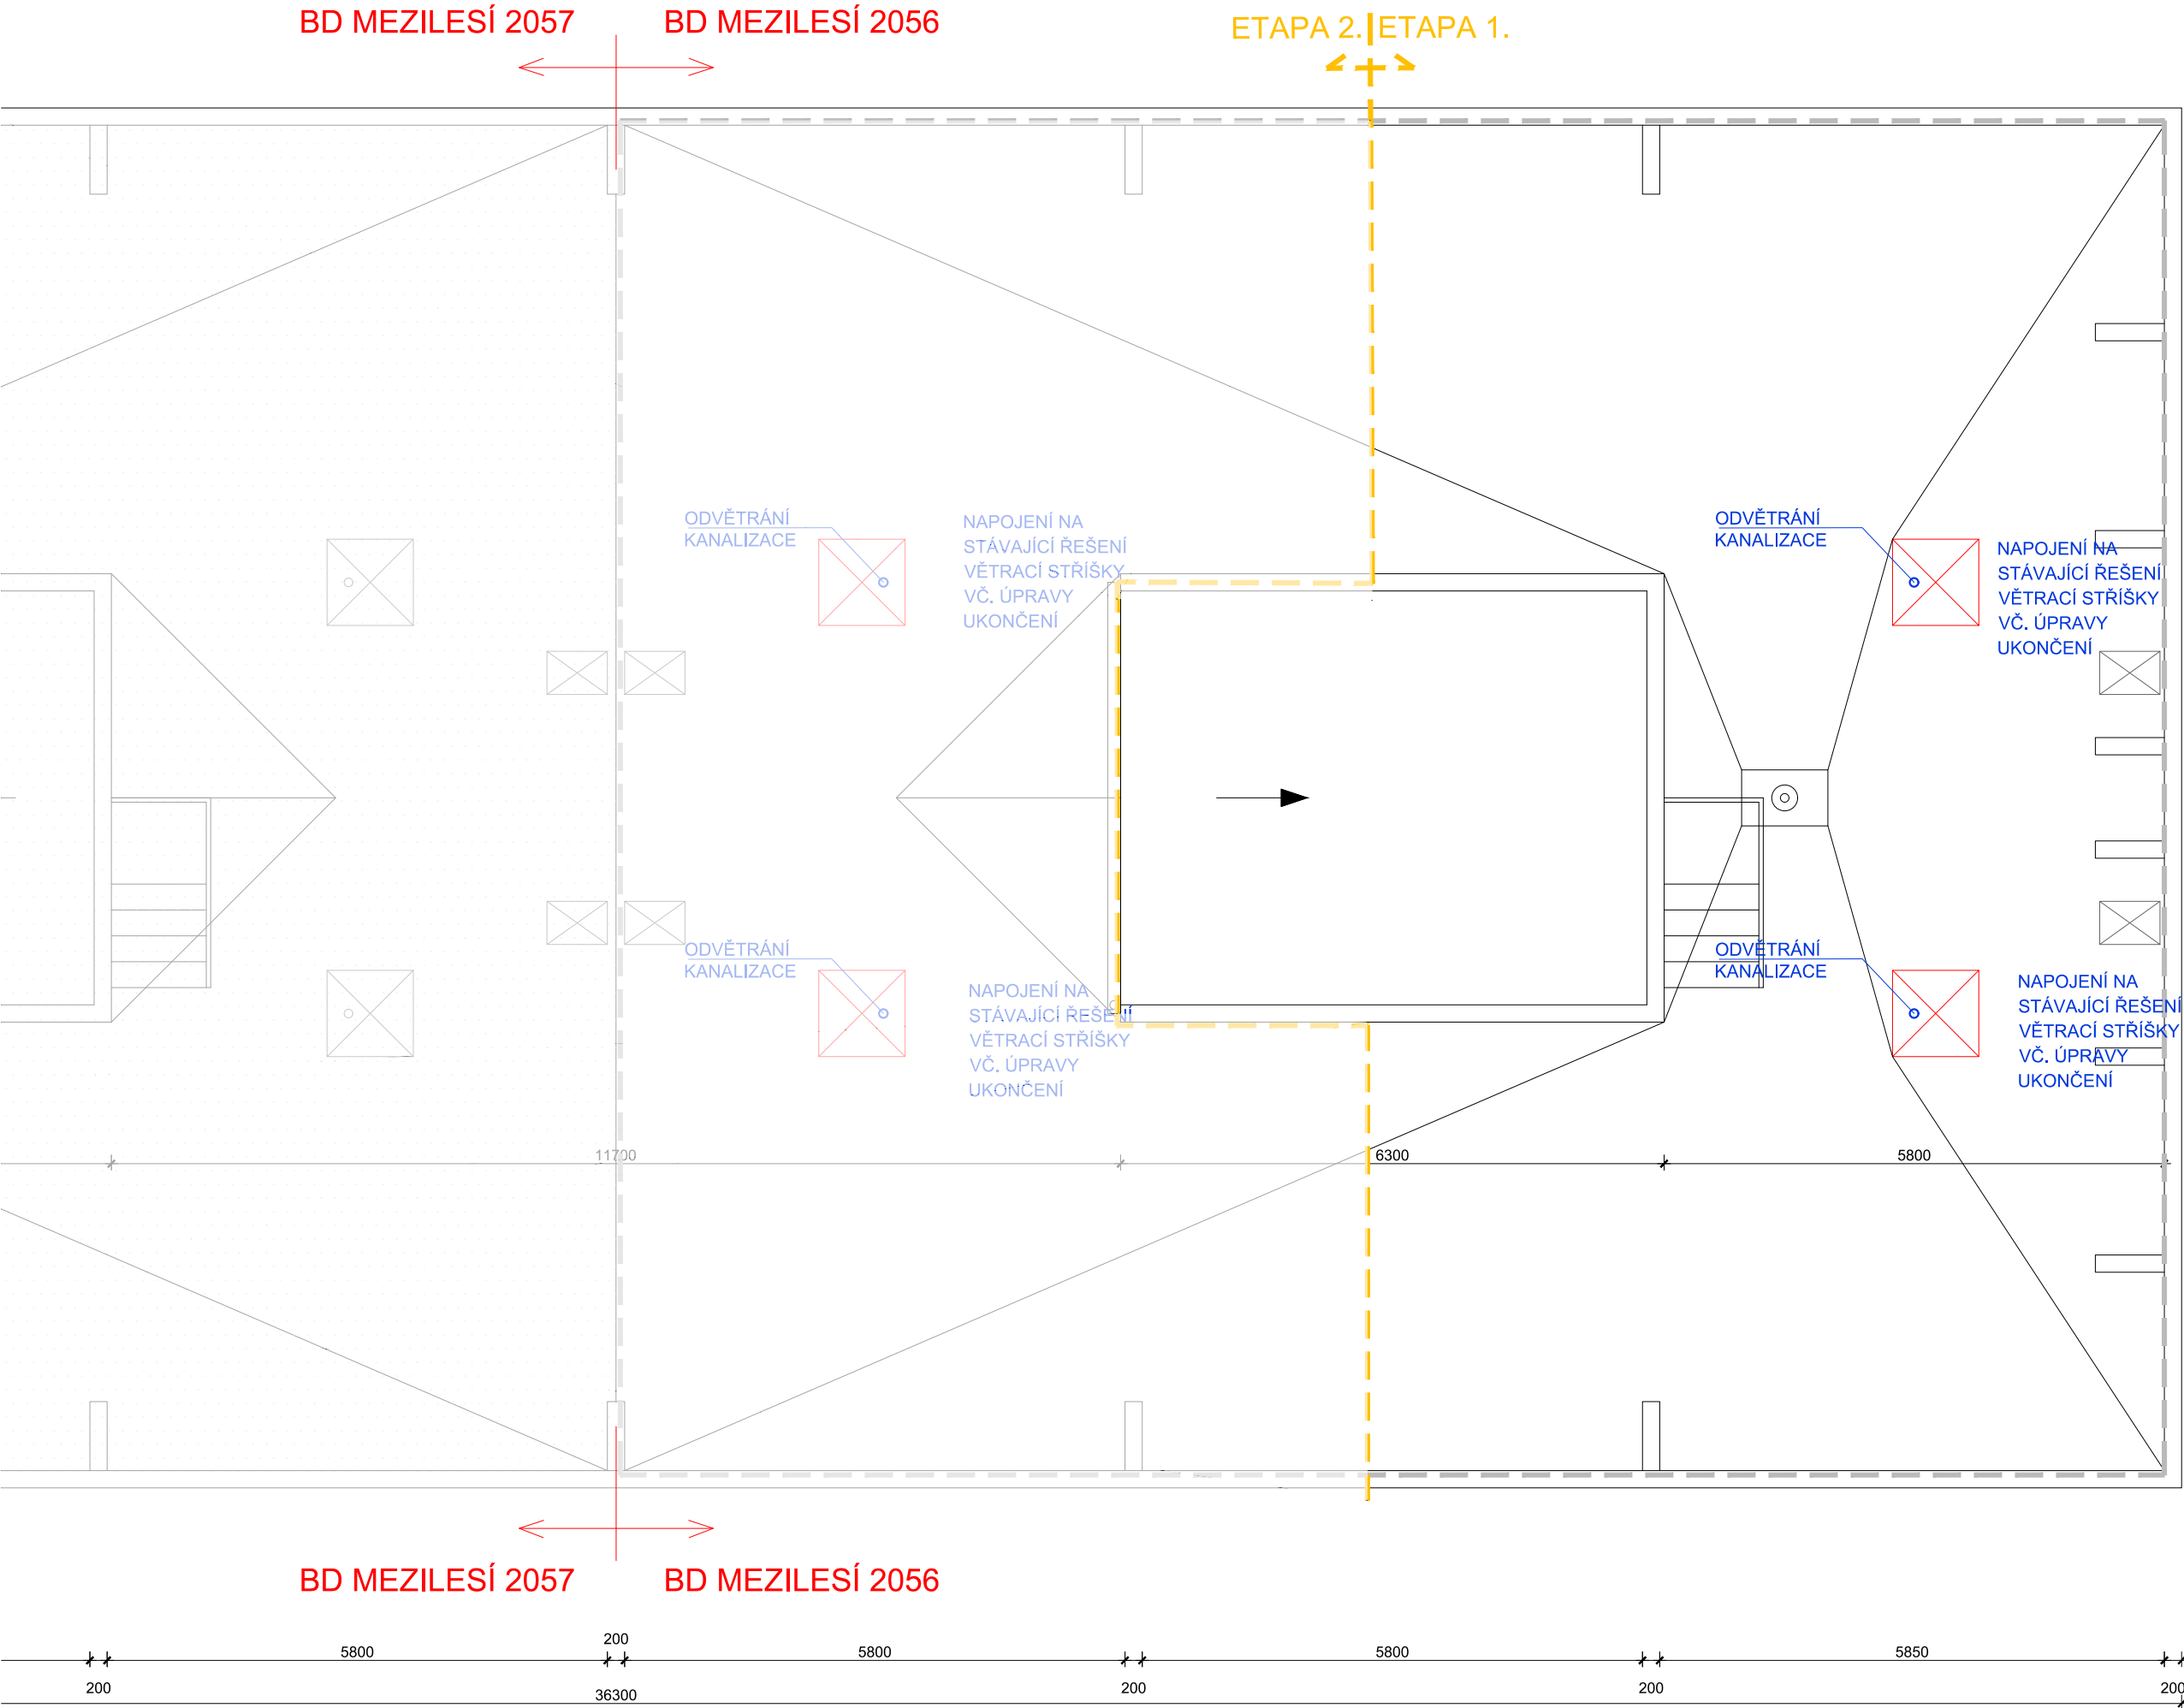 BD MEZILESÍ 2057
BD MEZILESÍ 2056
ETAPA 2.
ETAPA 1.
ODVĚTRÁNÍ
KANALIZACE
NAPOJENÍ NA
STÁVAJÍCÍ ŘEŠENÍ
VĚTRACÍ STŘÍŠKY
VČ. ÚPRAVY
UKONČENÍ
ODVĚTRÁNÍ
KANALIZACE
NAPOJENÍ NA
STÁVAJÍCÍ ŘEŠENÍ
VĚTRACÍ STŘÍŠKY
VČ. ÚPRAVY
UKONČENÍ
ODVĚTRÁNÍ
KANALIZACE
NAPOJENÍ NA
STÁVAJÍCÍ ŘEŠENÍ
VĚTRACÍ STŘÍŠKY
VČ. ÚPRAVY
UKONČENÍ
ODVĚTRÁNÍ
KANALIZACE
NAPOJENÍ NA
STÁVAJÍCÍ ŘEŠENÍ
VĚTRACÍ STŘÍŠKY
VČ. ÚPRAVY
UKONČENÍ
11700
6300
5800
BD MEZILESÍ 2057
BD MEZILESÍ 2056
200
5800
5800
5800
5850
200
36300
200
200
200